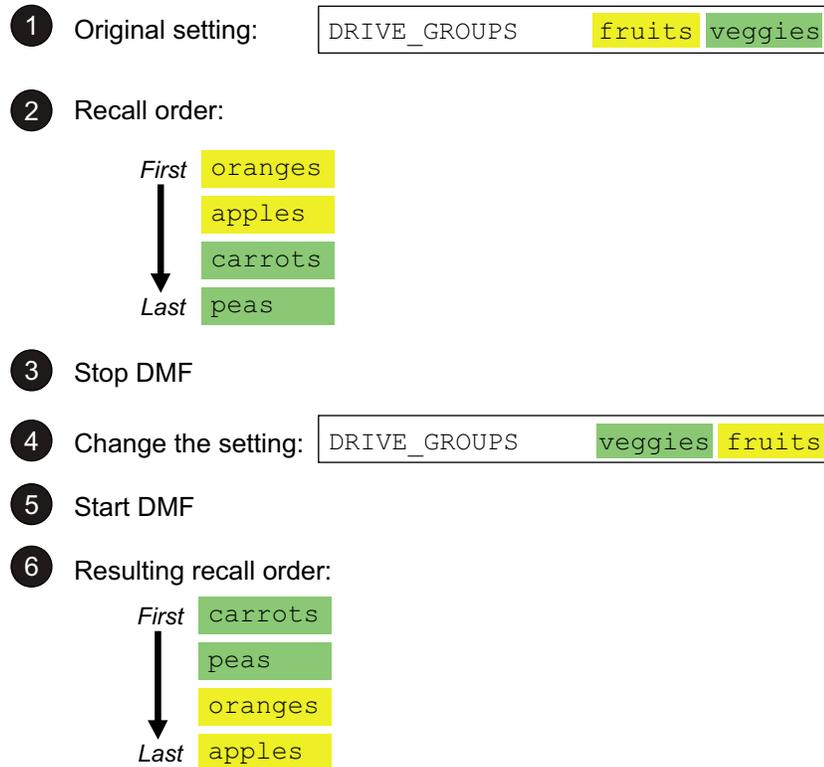 1 Original setting: DRIVE_GROUPS fruits veggies
2 Recall order:
First oranges
apples
carrots
Last peas
3 Stop DMF
4 Change the setting: DRIVE_GROUPS veggies fruits
5 Start DMF
6 Resulting recall order:
First carrots
peas
oranges
Last apples